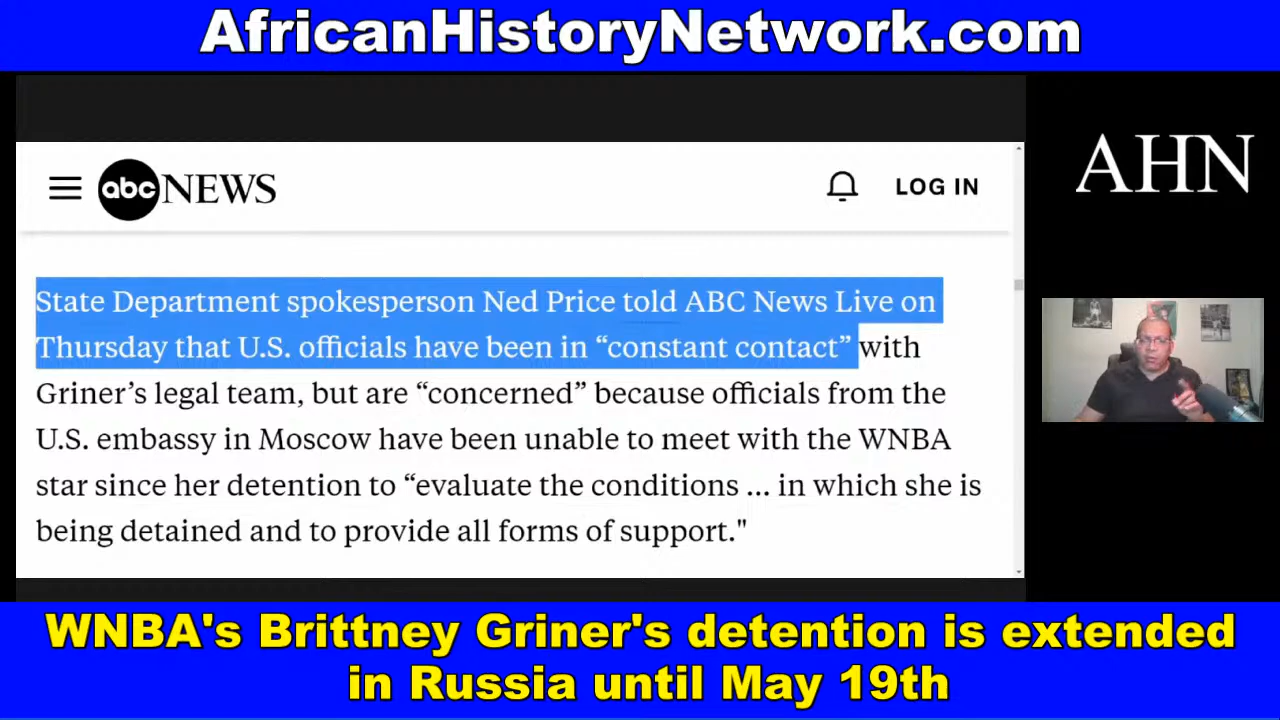 AfricanHistoryNetwork.com
AHN
abc NEWS
LOG IN
State Department spokesperson Ned Price told ABC News Live on
Thursday that U.S. officials have been in “constant contact” with
Griner’s legal team, but are “concerned” because officials from the
U.S. embassy in Moscow have been unable to meet with the WNBA
star since her detention to “evaluate the conditions ... in which she is
being detained and to provide all forms of support."
WNBA's Brittney Griner's detention is extended
in Russia until May 19th